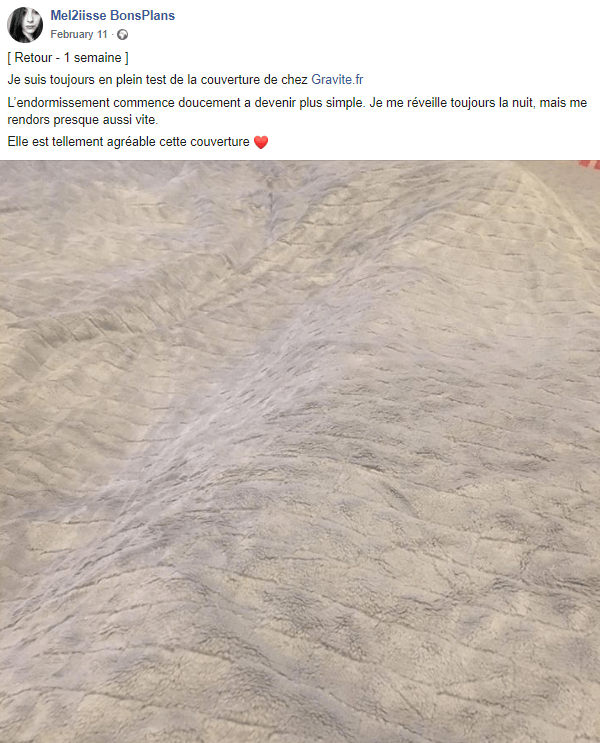 Mel2iisse BonsPlans
February 11 ·
[ Retour - 1 semaine ]
Je suis toujours en plein test de la couverture de chez Gravite.fr
L'endormissement commence doucement a devenir plus simple. Je me réveille toujours la nuit, mais me
rendors presque aussi vite.
Elle est tellement agréable cette couverture ❤️